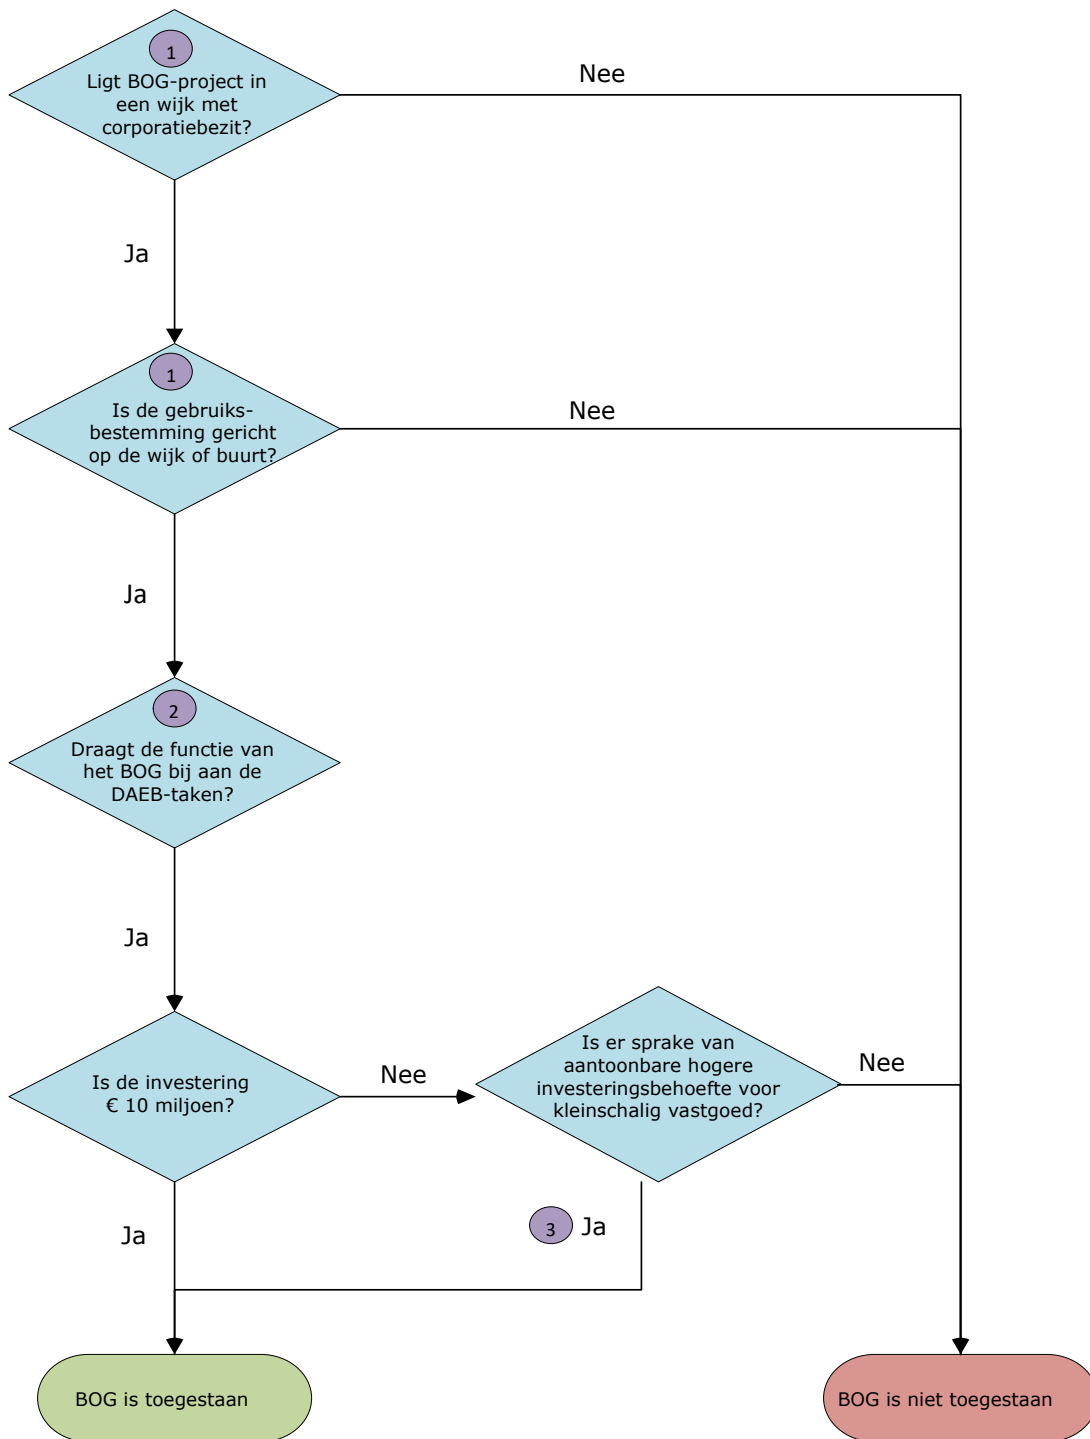 1
Ligt BOG-project in
een wijk met
corporatiebezit?
Nee
Ja
1
Is de gebruiks-
bestemming gericht
op de wijk of buurt?
Nee
Ja
2
Draagt de functie van
het BOG bij aan de
DAEB-taken?
Ja
Is de investering
€ 10 miljoen?
Nee
Is er sprake van
aantoonbare hogere
investeringsbehoefte voor
kleinschalig vastgoed?
Nee
Ja
3 Ja
BOG is toegestaan
BOG is niet toegestaan